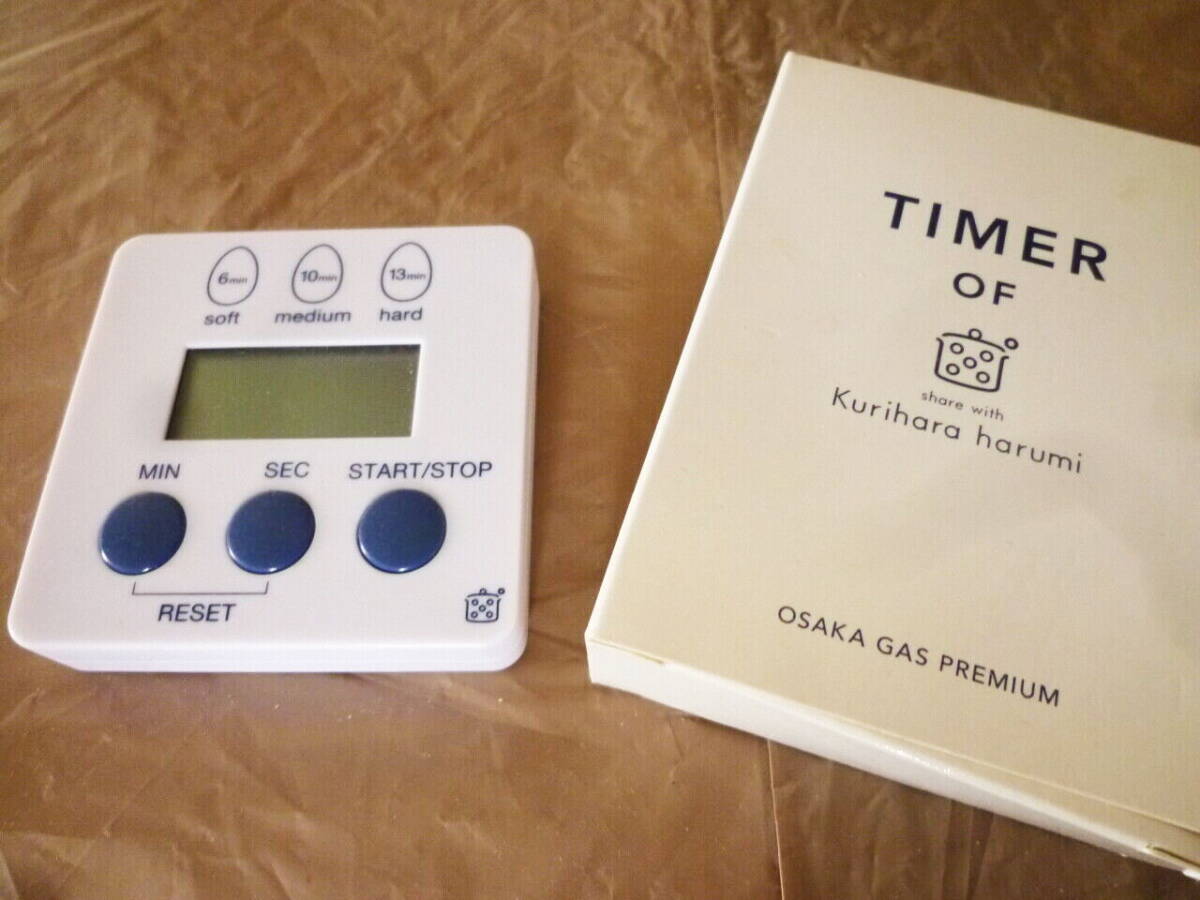 6min 10min 13min
soft medium hard
MIN SEC START/STOP
RESET
TIMER
OF
share with
Kurihara harumi
OSAKA GAS PREMIUM